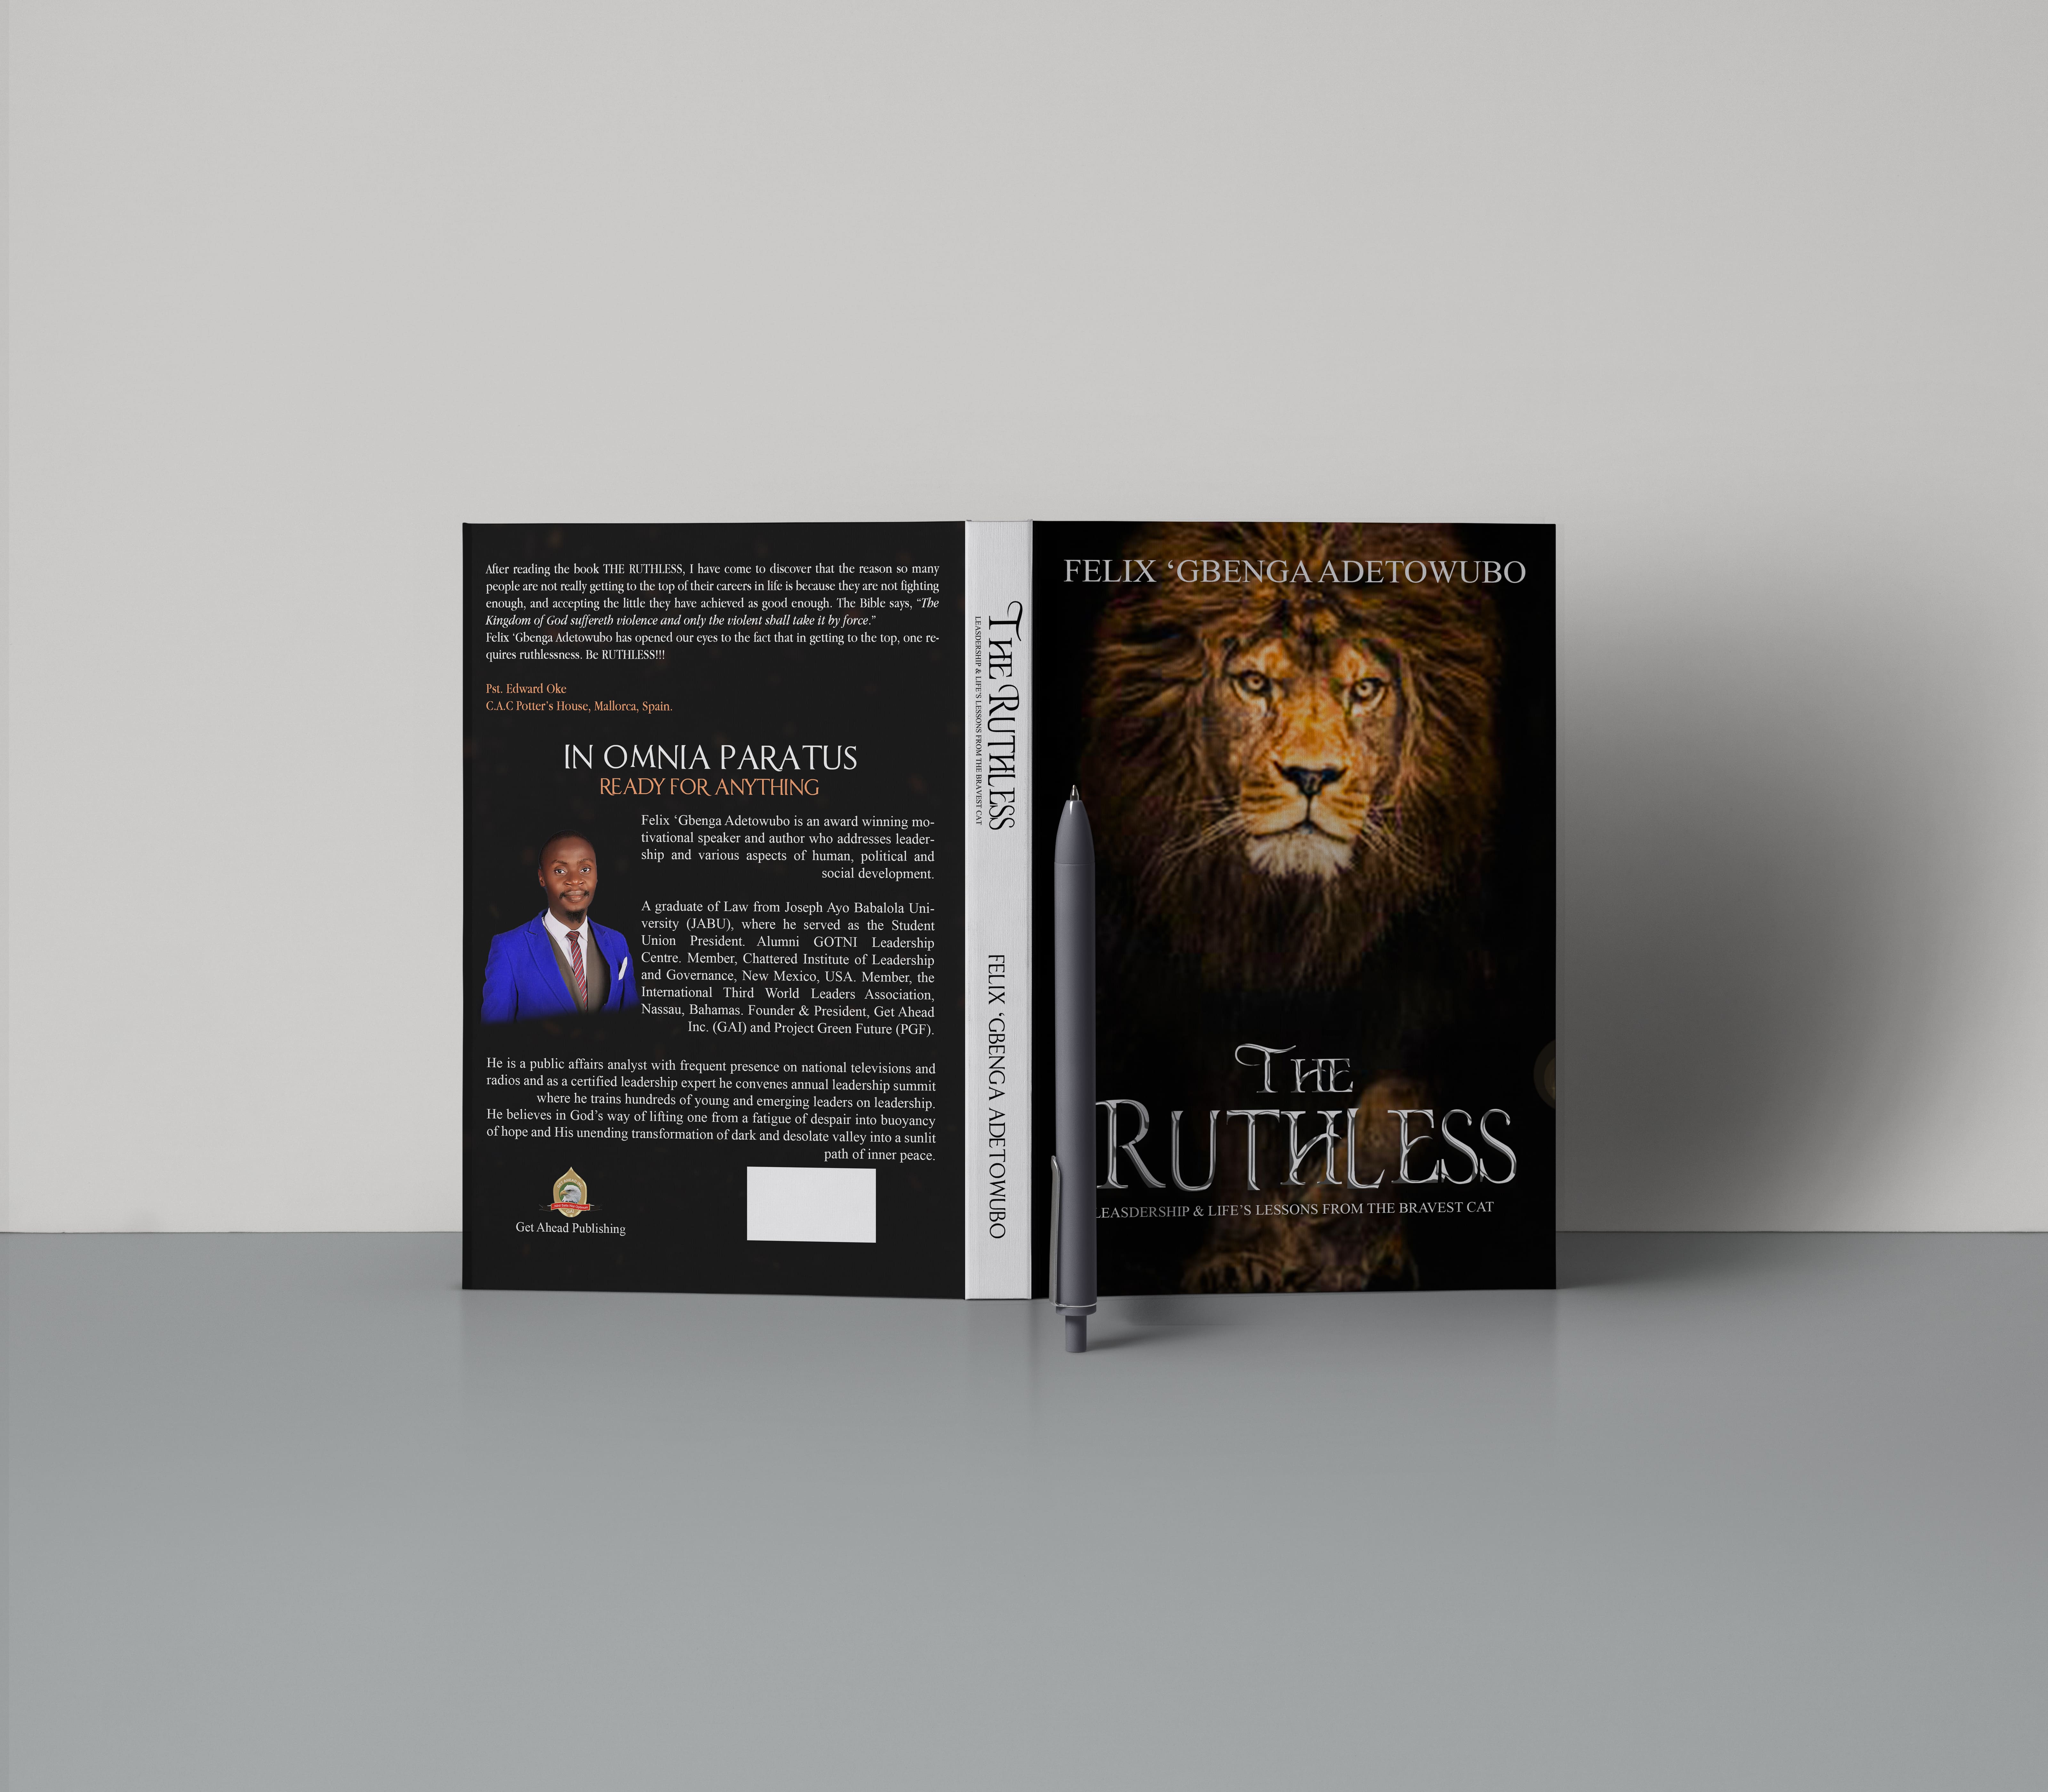 After reading the book THE RUTHLESS, I have come to discover that the reason so many
people are not really getting to the top of their careers in life is because they are not fighting
enough, and accepting the little they have achieved as good enough. The Bible says, “The
Kingdom of God suffereth violence and only the violent shall take it by force.”
Felix ‘Gbenga Adetowubo has opened our eyes to the fact that in getting to the top, one re-
quires ruthlessness. Be RUTHLESS!!!
Pst. Edward Oke
C.A.C Potter’s House, Mallorca, Spain.
IN OMNIA PARATUS
READY FOR ANYTHING
Felix ‘Gbenga Adetowubo is an award winning mo-
tivational speaker and author who addresses leader-
ship and various aspects of human, political and
social development.
A graduate of Law from Joseph Ayo Babalola Uni-
versity (JABU), where he served as the Student
Union President. Alumni GOTNI Leadership
Centre. Member, Chattered Institute of Leadership
and Governance, New Mexico, USA. Member, the
International Third World Leaders Association,
Nassau, Bahamas. Founder & President, Get Ahead
Inc. (GAI) and Project Green Future (PGF).
He is a public affairs analyst with frequent presence on national televisions and
radios and as a certified leadership expert he convenes annual leadership summit
where he trains hundreds of young and emerging leaders on leadership.
He believes in God’s way of lifting one from a fatigue of despair into buoyancy
of hope and His unending transformation of dark and desolate valley into a sunlit
path of inner peace.
Get Ahead Publishing
THE RUTHLESS
LEASDERSHIP & LIFE’S LESSONS FROM THE BRAVEST CAT
FELIX ‘GBENGA ADETOWUBO
FELIX ‘GBENGA ADETOWUBO
THE
RUTHLESS
LEASDERSHIP & LIFE’S LESSONS FROM THE BRAVEST CAT